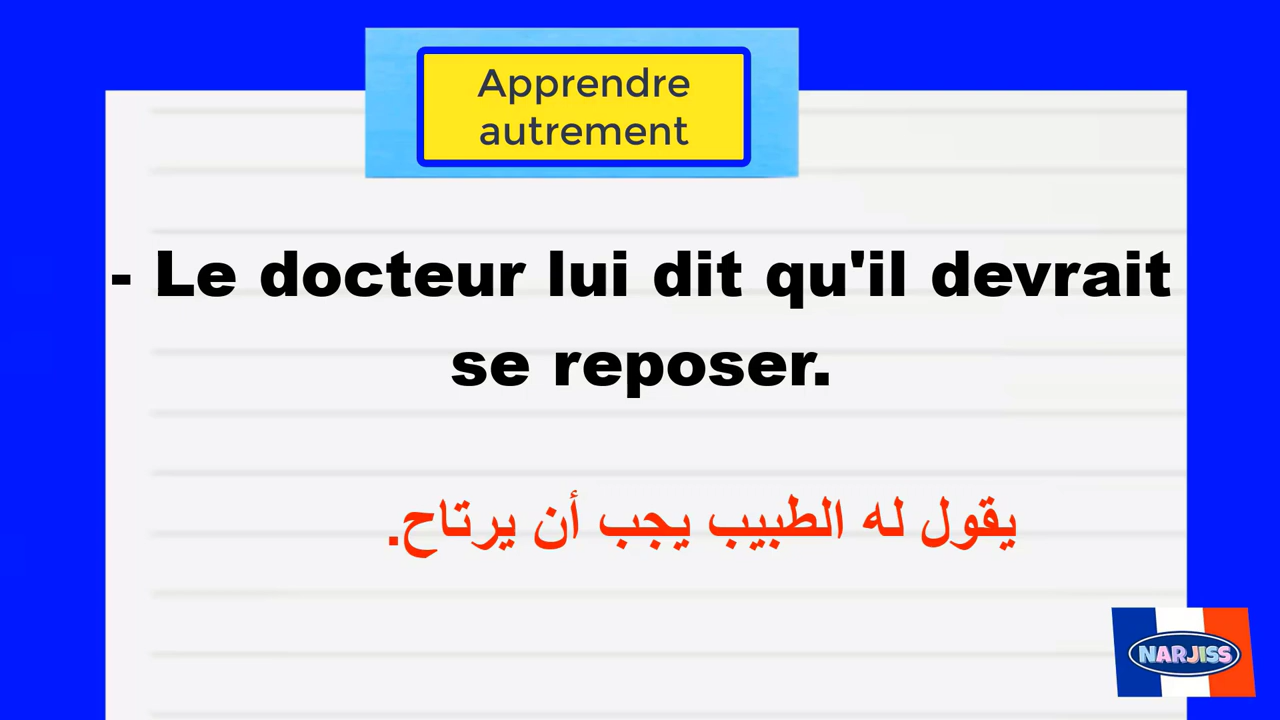 Apprendre
autrement
- Le docteur lui dit qu'il devrait
se reposer.
يقول له الطبيب يجب أن يرتاح.
NARJISS